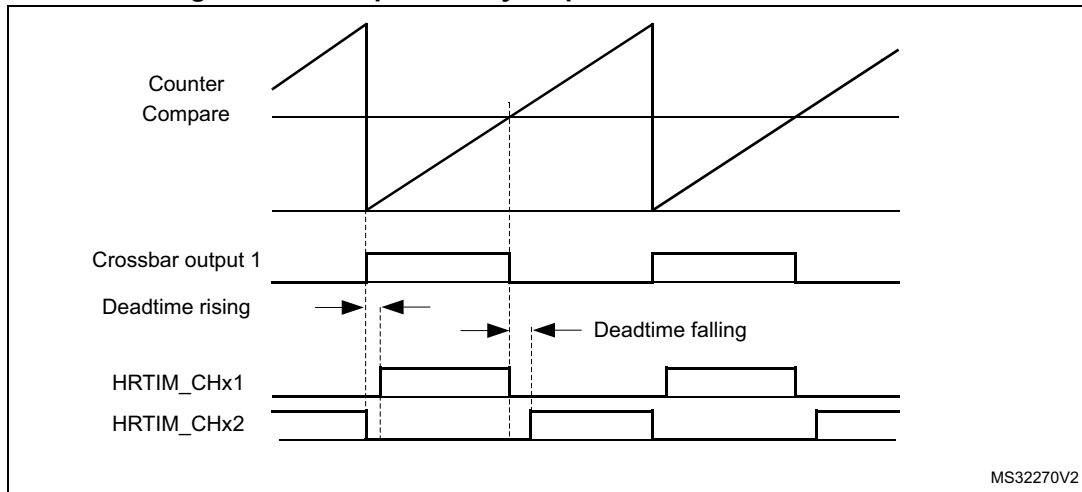 Counter
Compare
Crossbar output 1
Deadtime rising
Deadtime falling
HRTIM_CHx1
HRTIM_CHx2
MS32270V2